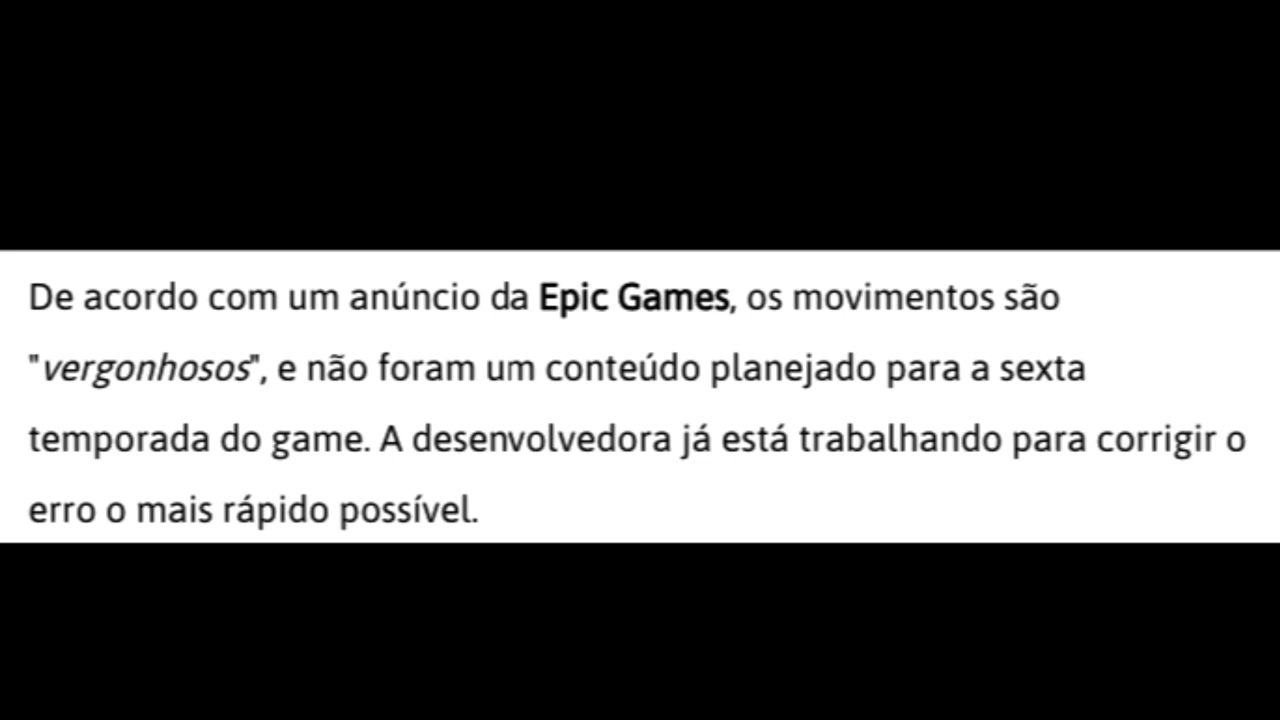 De acordo com um anúncio da Epic Games, os movimentos são
"vergonhosos", e não foram um conteúdo planejado para a sexta
temporada do game. A desenvolvedora já está trabalhando para corrigir o
erro o mais rápido possível.